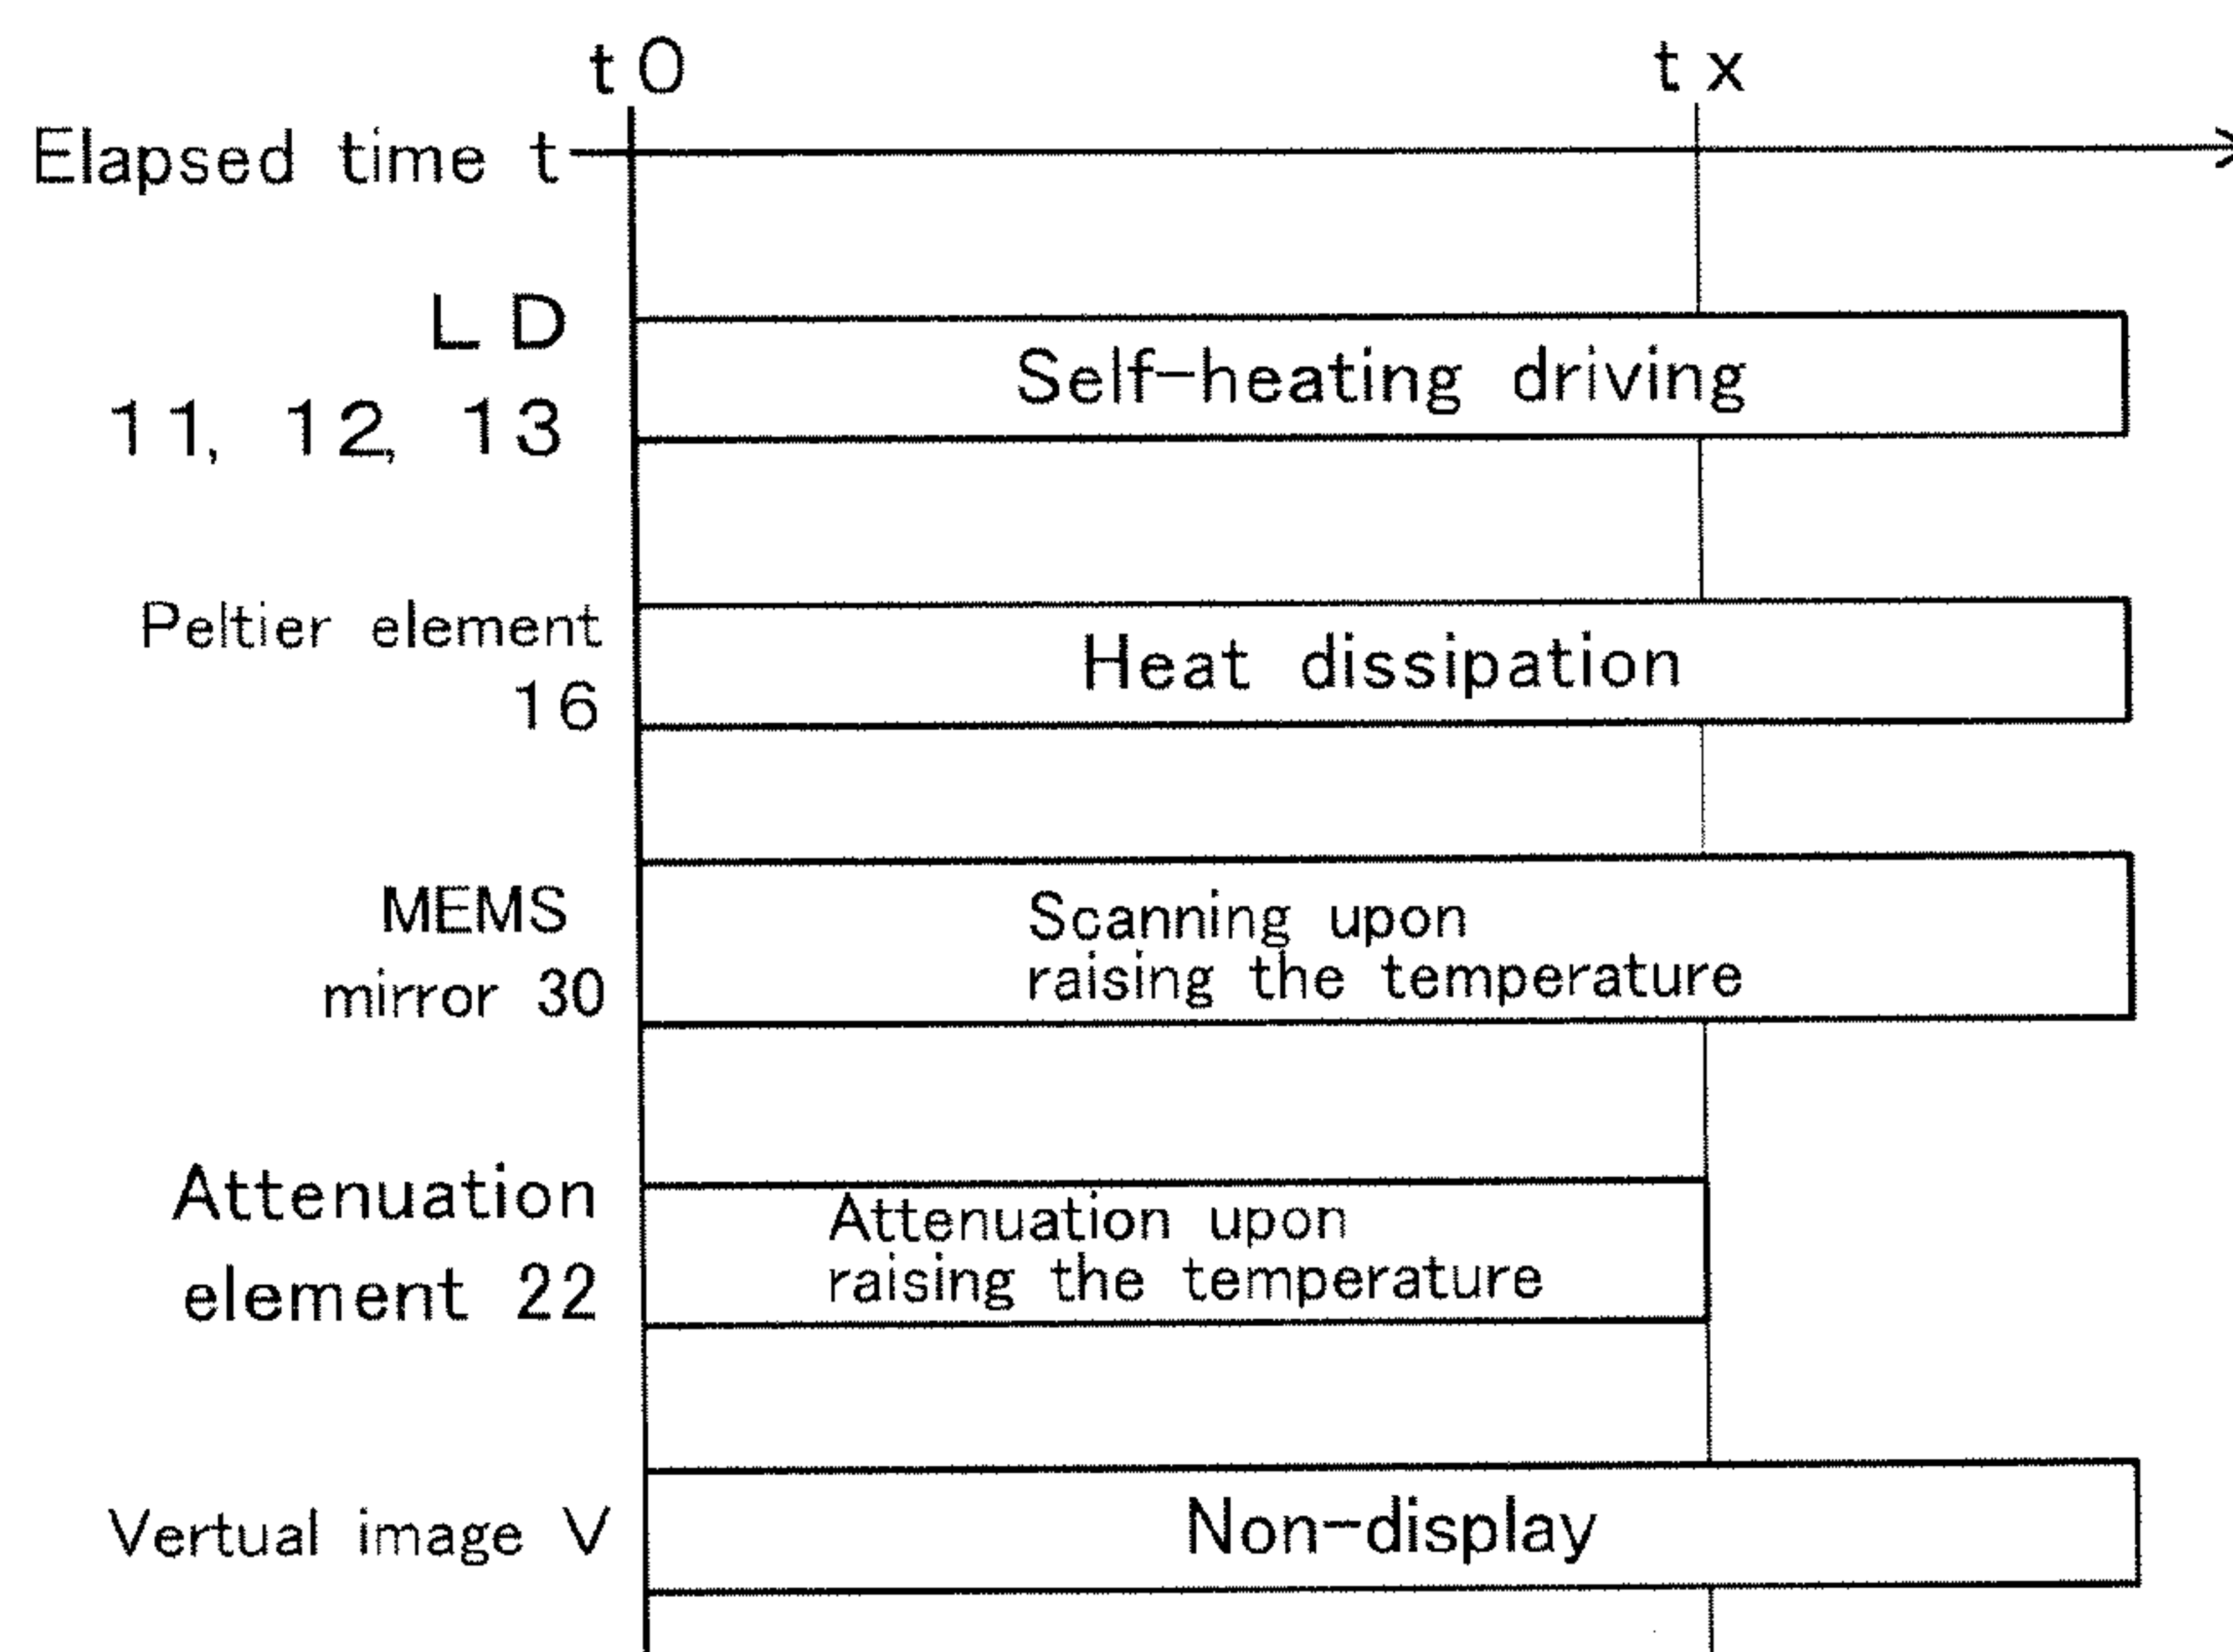 t0 tx
Elapsed time t
LD
11, 12, 13
Self-heating driving
Peltier element
16
Heat dissipation
MEMS
mirror 30
Scanning upon
raising the temperature
Attenuation
element 22
Attenuation upon
raising the temperature
Vertual image V
Non-display